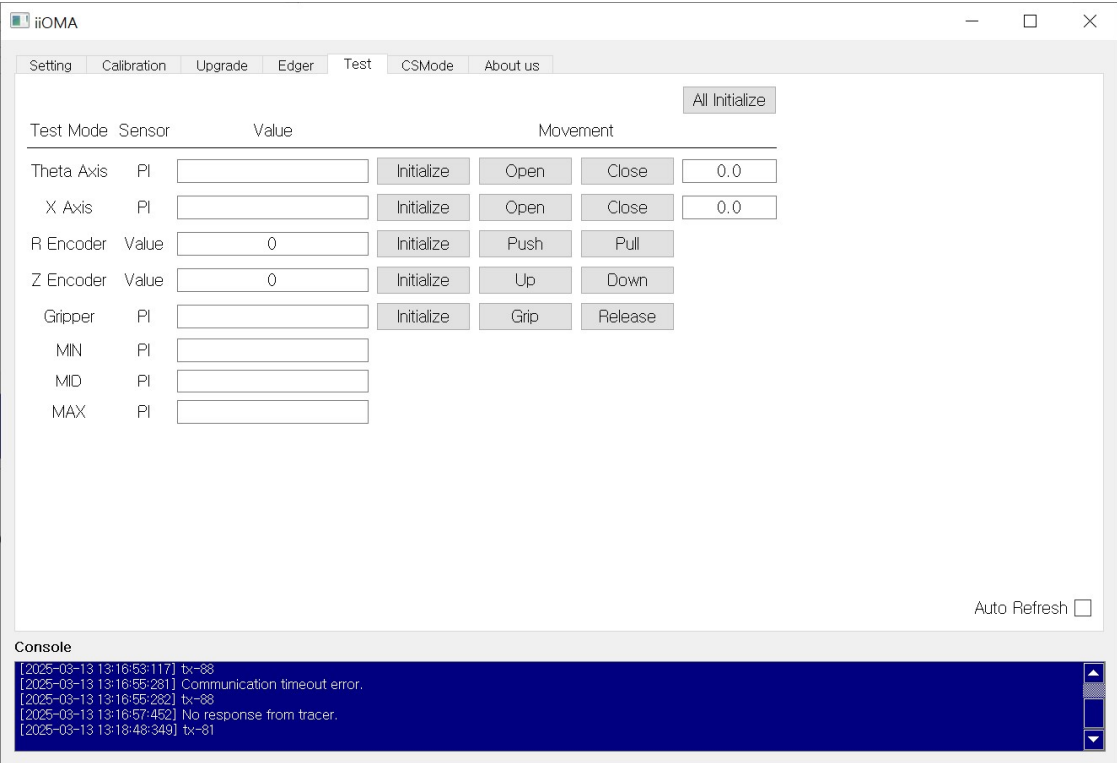 iiOMA
Setting Calibration Upgrade Edger Test CSMode About us
All Initialize
Test Mode Sensor Value Movement
Theta Axis PI Initialize Open Close 0.0
X Axis PI Initialize Open Close 0.0
R Encoder Value 0 Initialize Push Pull
Z Encoder Value 0 Initialize Up Down
Gripper PI Initialize Grip Release
MIN PI
MID PI
MAX PI
Auto Refresh
Console
[2025-03-13 13:16:53:117] tx-88
[2025-03-13 13:16:55:281] Communication timeout error.
[2025-03-13 13:16:55:282] tx-88
[2025-03-13 13:16:57:452] No response from tracer.
[2025-03-13 13:18:48:349] tx-81